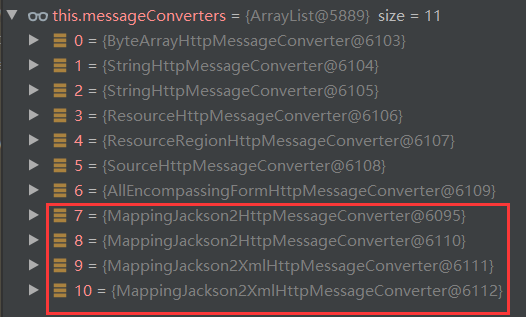 this.messageConverters = {ArrayList@5889} size = 11
0 = {ByteArrayHttpMessageConverter@6103}
1 = {StringHttpMessageConverter@6104}
2 = {StringHttpMessageConverter@6105}
3 = {ResourceHttpMessageConverter@6106}
4 = {ResourceRegionHttpMessageConverter@6107}
5 = {SourceHttpMessageConverter@6108}
6 = {AllEncompassingFormHttpMessageConverter@6109}
7 = {MappingJackson2HttpMessageConverter@6095}
8 = {MappingJackson2HttpMessageConverter@6110}
9 = {MappingJackson2XmlHttpMessageConverter@6111}
10 = {MappingJackson2XmlHttpMessageConverter@6112}